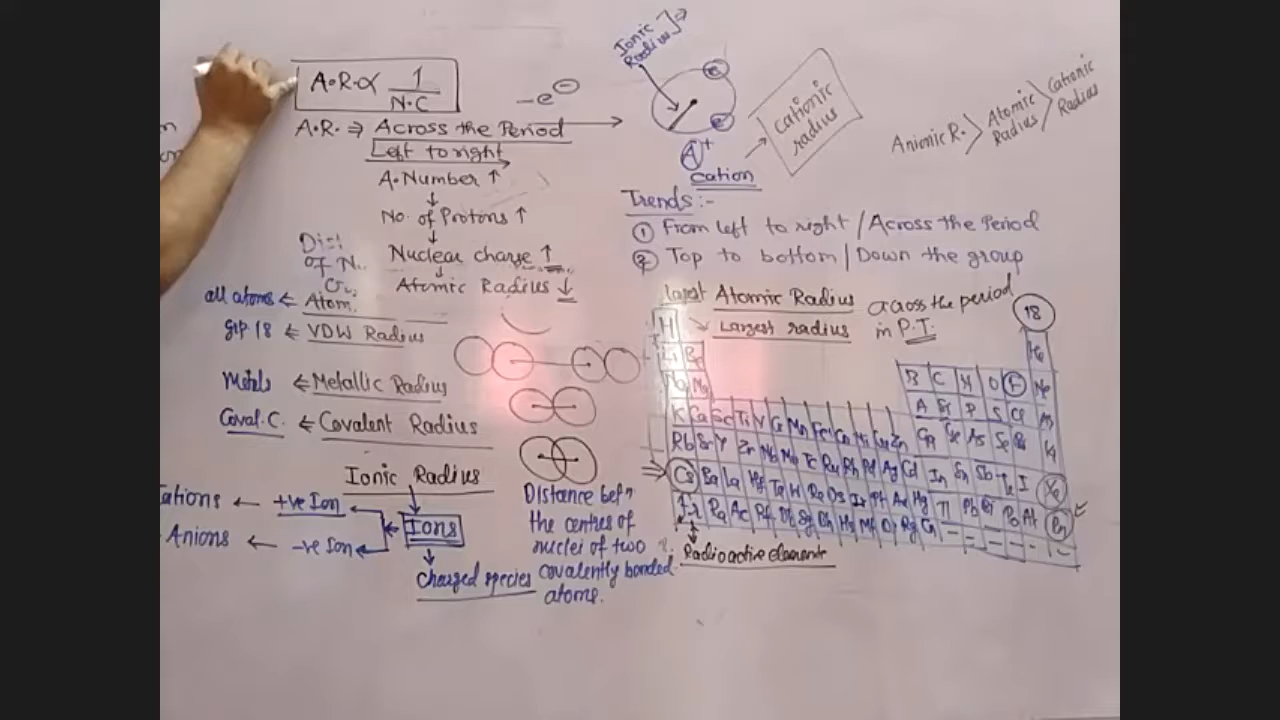 A.R. ∝ 1/N.C
A.R. ⇒ Across the Period →
Left to right
A. Number ↑
↓
No. of Protons ↑
↓
Nuclear charge ↑
↓
Atomic Radius ↓
Dist
of N..
all atoms ← Atom.
grp 18 ← VDW Radius
Metals ← Metallic Radius
Coval. C. ← Covalent Radius
Ionic Radius
Cations ← +ve Ion ←
Ions
Anions ← -ve Ion ←
↓
Charged species
Distance betn
the centres of
nuclei of two
covalently bonded
atoms.
-e⊖
Ionic
Radius ⇒
e
e
A+
Cation
→ Cationic
radius
Anionic R. > Atomic Radius > Cationic Radius
Trends :-
① From left to right / Across the Period
② Top to bottom / Down the group
Largest Atomic Radius
Largest radius
across the period
in P.T.
18
H He
Li Be B C N O F Ne
Na Mg A Si P S Cl
K Ca Sc Ti V Cr Mn Fe Co Ni Cu Zn Ga Ge As Se Br Kr
Rb Sr Y Zr Nb Mo Tc Ru Rh Pd Ag Cd In Sn Sb Te I Xe
Cs Ba La Hf Ta W Re Os Ir Pt Au Hg Tl Pb Bi Po At Rn
Fr Ra Ac Rf Db Sg Bh Hs Mt Ds Rg Cn
Radioactive element